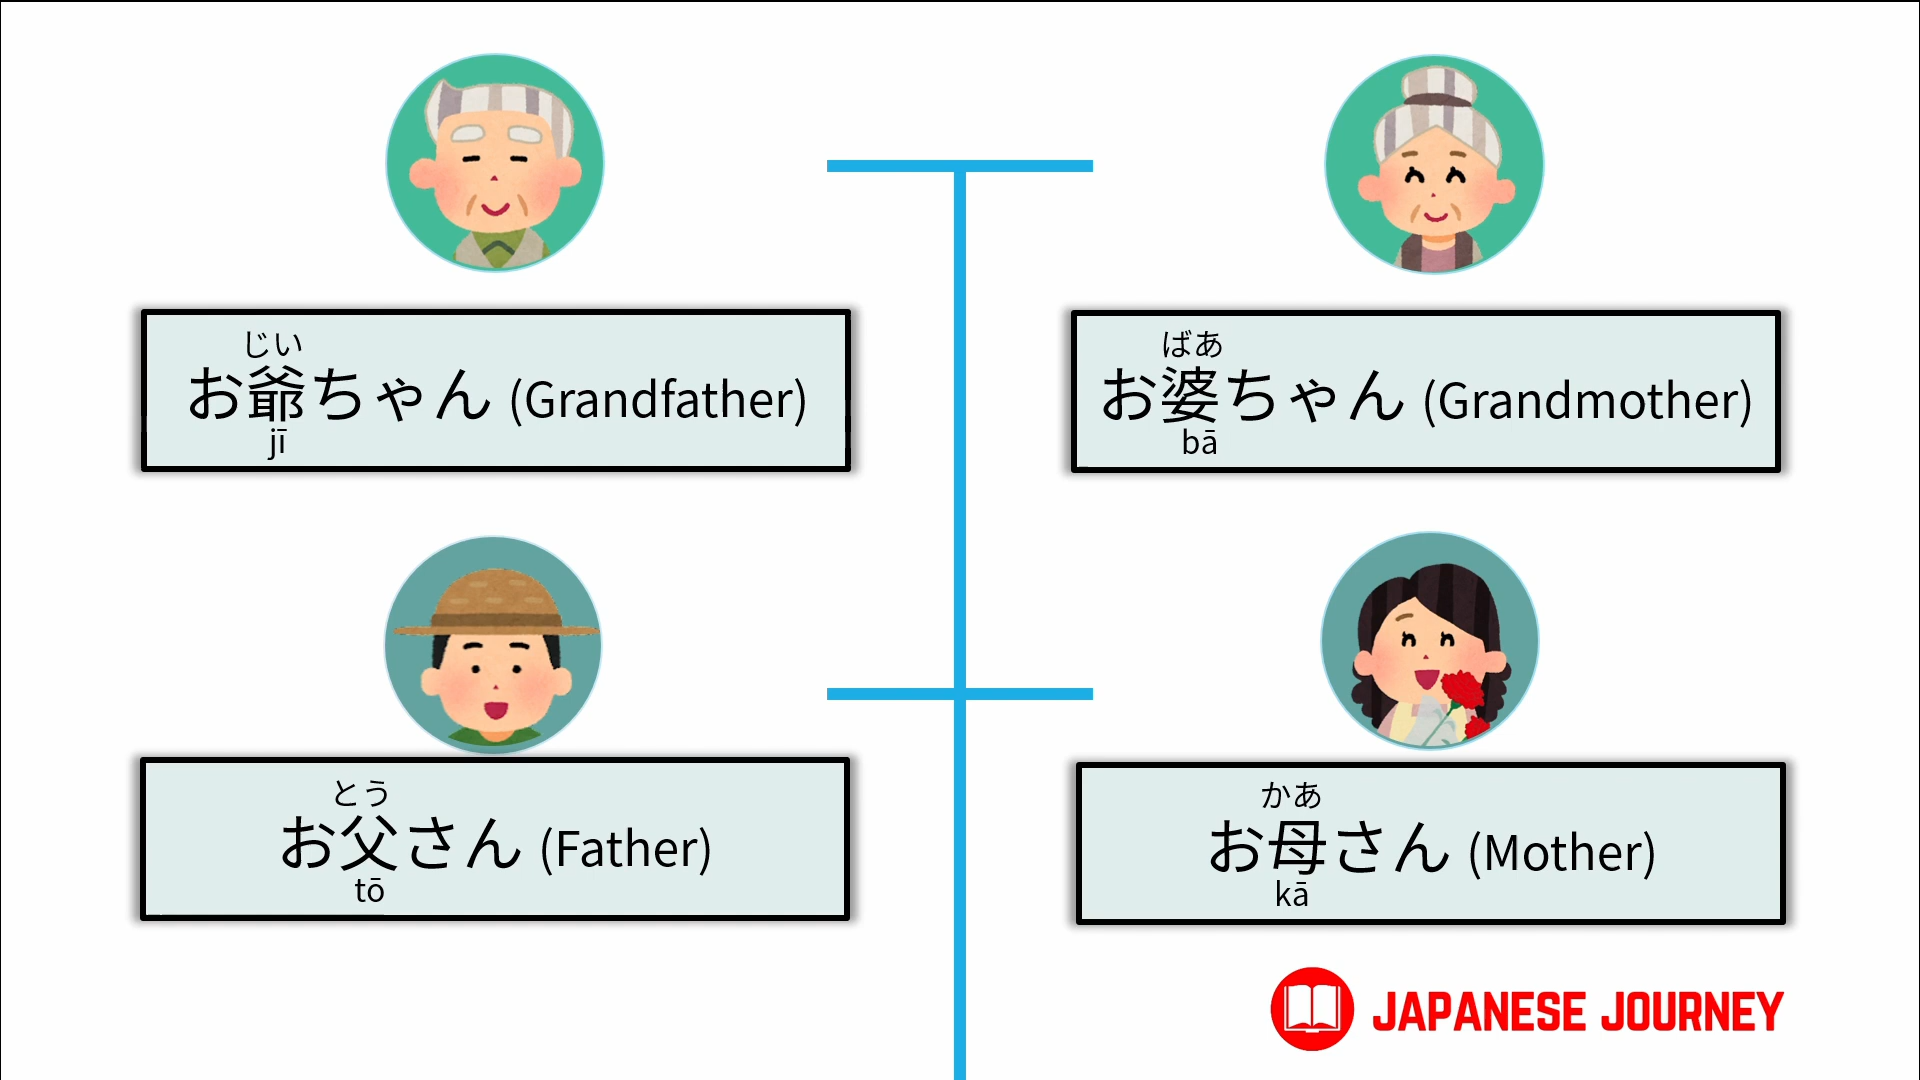 じい
お爺ちゃん (Grandfather)
jī
ばあ
お婆ちゃん (Grandmother)
bā
とう
お父さん (Father)
tō
かあ
お母さん (Mother)
kā
JAPANESE JOURNEY